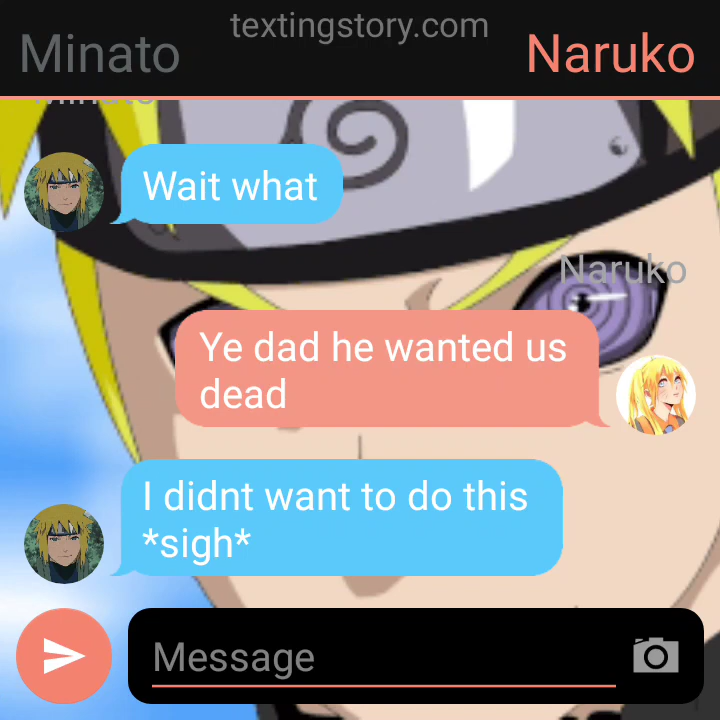 textingstory.com
Minato
Naruko
Minato
Wait what
Naruko
Ye dad he wanted us
dead
I didnt want to do this
*sigh*
Message